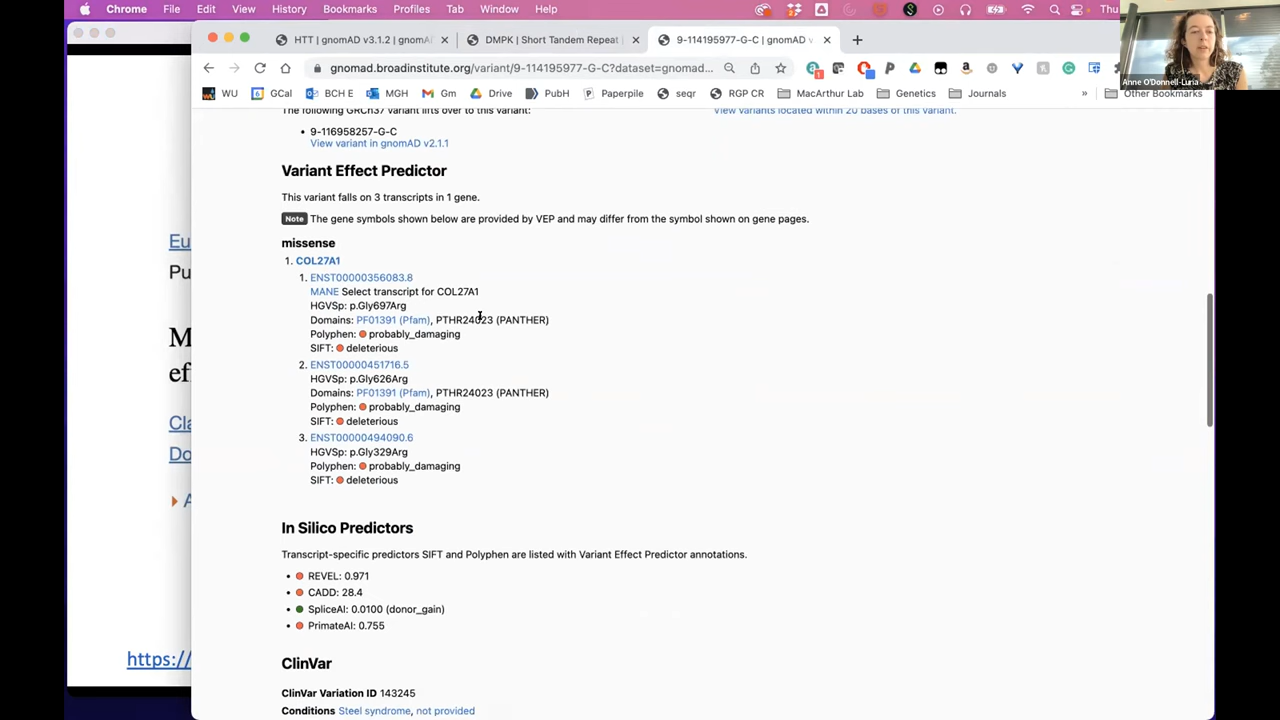 Chrome File Edit View History Bookmarks Profiles Tab Window Help Thu
HTT | gnomAD v3.1.2 | gnomA
DMPK | Short Tandem Repeat |
9-114195977-G-C | gnomAD v
gnomad.broadinstitute.org/variant/9-114195977-G-C?dataset=gnomad...
Anne O'Donnell-Luria
WU GCal BCH E MGH Gm Drive PubH Paperpile seqr RGP CR MacArthur Lab Genetics Journals » Other Bookmarks
The following GRCh37 variant lifts over to this variant:
View variants located within 20 bases of this variant.
9-116958257-G-C
View variant in gnomAD v2.1.1
Variant Effect Predictor
This variant falls on 3 transcripts in 1 gene.
Note The gene symbols shown below are provided by VEP and may differ from the symbol shown on gene pages.
missense
1. COL27A1
1. ENST00000356083.8
MANE Select transcript for COL27A1
HGVSp: p.Gly697Arg
Domains: PF01391 (Pfam), PTHR24023 (PANTHER)
Polyphen: probably_damaging
SIFT: deleterious
2. ENST00000451716.5
HGVSp: p.Gly626Arg
Domains: PF01391 (Pfam), PTHR24023 (PANTHER)
Polyphen: probably_damaging
SIFT: deleterious
3. ENST00000494090.6
HGVSp: p.Gly329Arg
Polyphen: probably_damaging
SIFT: deleterious
In Silico Predictors
Transcript-specific predictors SIFT and Polyphen are listed with Variant Effect Predictor annotations.
REVEL: 0.971
CADD: 28.4
SpliceAI: 0.0100 (donor_gain)
PrimateAI: 0.755
ClinVar
ClinVar Variation ID 143245
Conditions Steel syndrome, not provided
Eu
Pu
M
ef
Cla
Do
A
https://